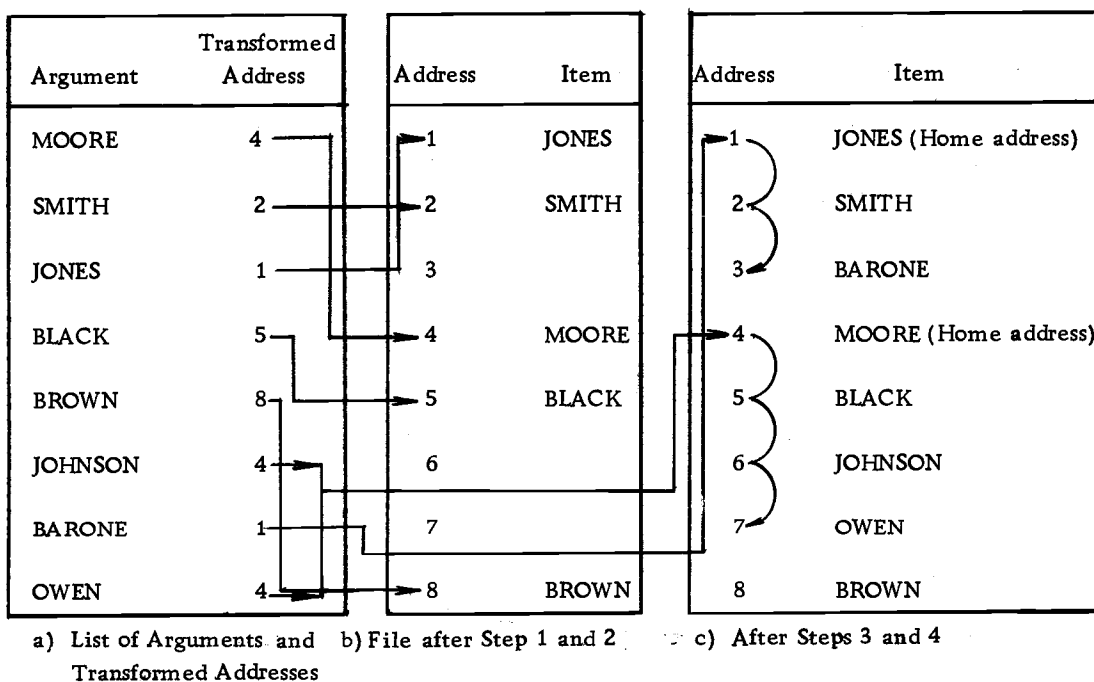 Argument Transformed Address
MOORE 4
SMITH 2
JONES 1
BLACK 5
BROWN 8
JOHNSON 4
BARONE 1
OWEN 4
a) List of Arguments and Transformed Addresses
Address Item
1 JONES
2 SMITH
3
4 MOORE
5 BLACK
6
7
8 BROWN
b) File after Step 1 and 2
Address Item
1 JONES (Home address)
2 SMITH
3 BARONE
4 MOORE (Home address)
5 BLACK
6 JOHNSON
7 OWEN
8 BROWN
c) After Steps 3 and 4